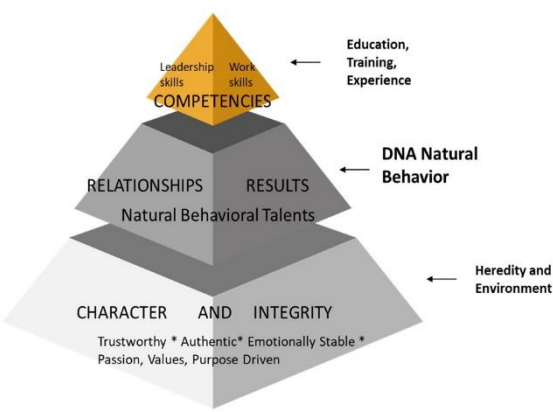 Leadership skills
Work skills
COMPETENCIES
Education,
Training,
Experience
RELATIONSHIPS RESULTS
Natural Behavioral Talents
DNA Natural
Behavior
CHARACTER AND INTEGRITY
Trustworthy * Authentic* Emotionally Stable *
Passion, Values, Purpose Driven
Heredity and
Environment